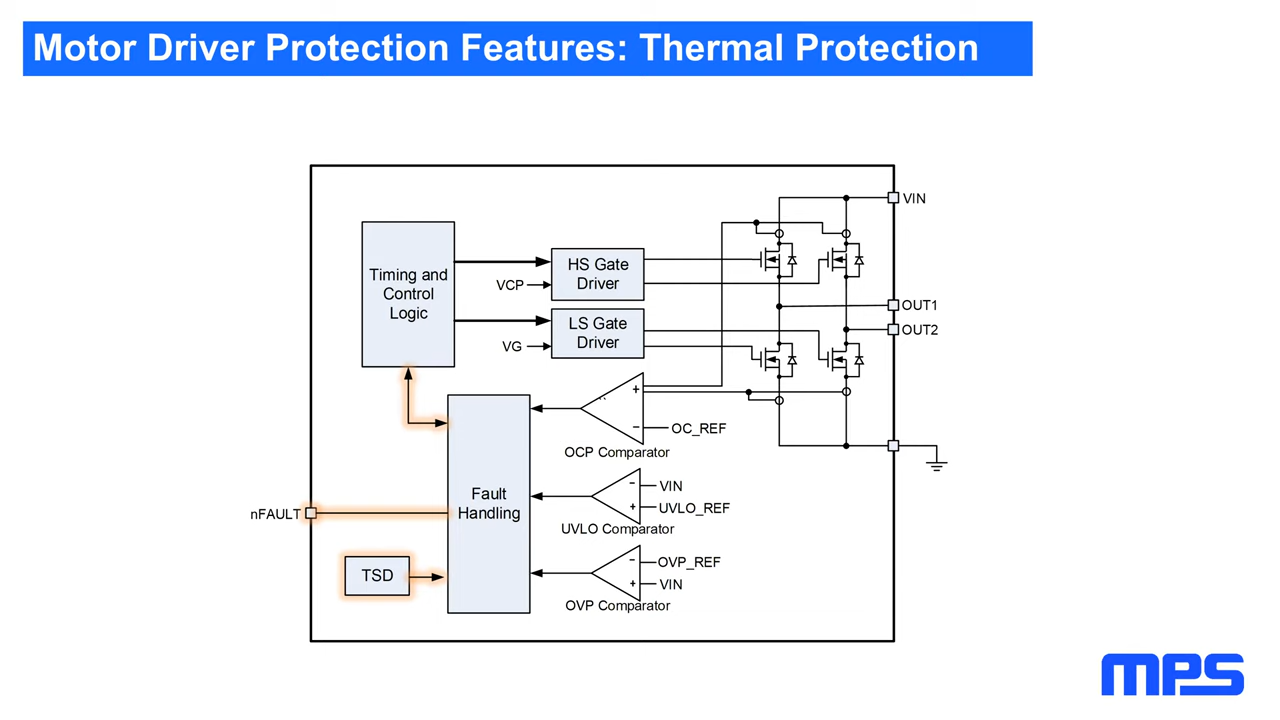 Motor Driver Protection Features: Thermal Protection
VIN
Timing and
Control
Logic
HS Gate
Driver
VCP
LS Gate
Driver
VG
OUT1
OUT2
+
−
OC_REF
OCP Comparator
Fault
Handling
−
VIN
+
UVLO_REF
UVLO Comparator
nFAULT
−
OVP_REF
+
VIN
OVP Comparator
TSD
mps